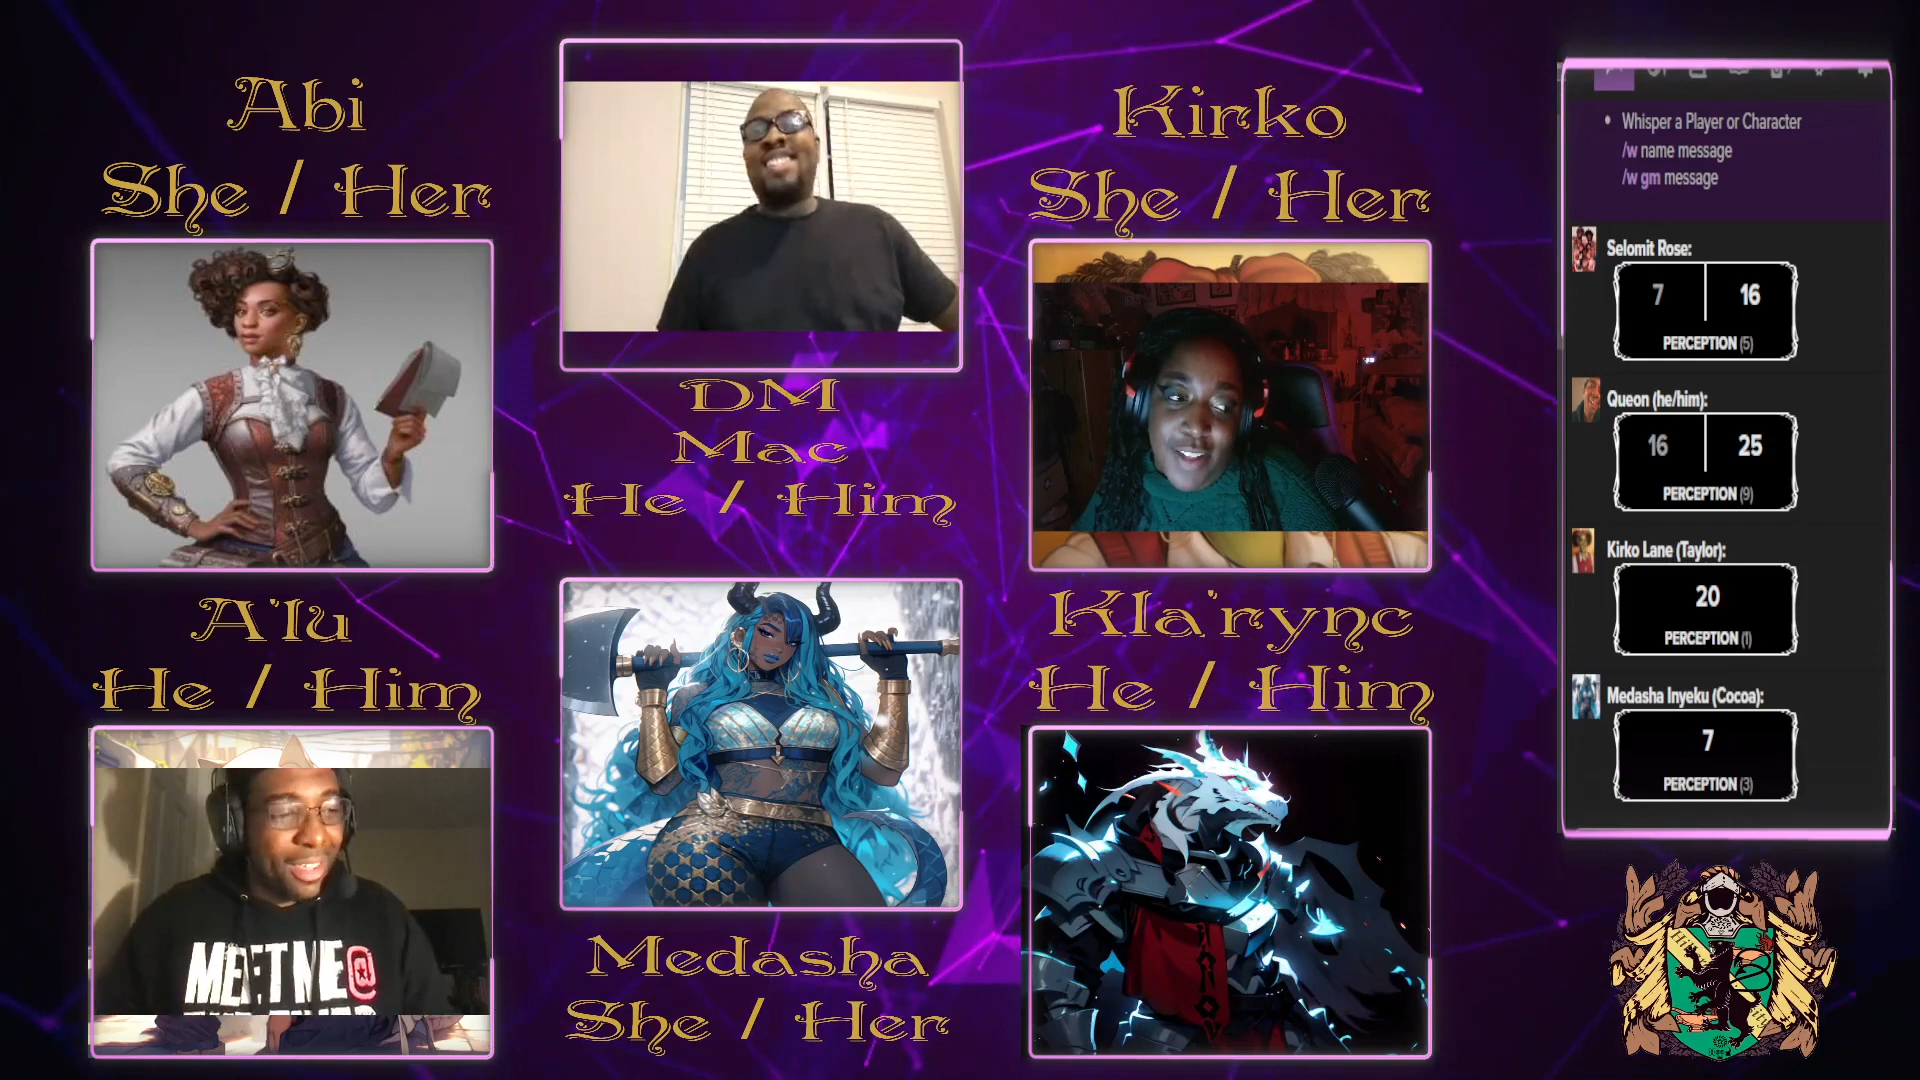 Abi
She / Her
DM
Mac
He / Him
Kirko
She / Her
A'lu
He / Him
MEET ME@
Medasha
She / Her
Kla'rync
He / Him
• Whisper a Player or Character
/w name message
/w gm message
Selomit Rose:
7 16
PERCEPTION (5)
Queon (he/him):
16 25
PERCEPTION (9)
Kirko Lane (Taylor):
20
PERCEPTION (1)
Medasha Inyeku (Cocoa):
7
PERCEPTION (3)